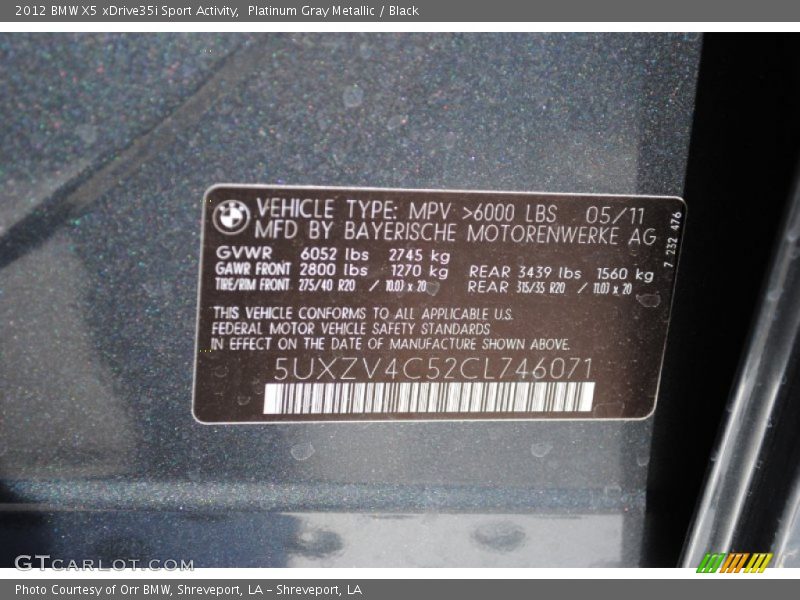 2012 BMW X5 xDrive35i Sport Activity,  Platinum Gray Metallic / Black
VEHICLE TYPE: MPV >6000 LBS 05/11
MFD BY BAYERISCHE MOTORENWERKE AG
GVWR 6052 lbs 2745 kg
GAWR FRONT 2800 lbs 1270 kg REAR 3439 lbs 1560 kg
TIRE/RIM FRONT 275/40 R20 / 10.0J x 20 REAR 315/35 R20 / 11.0J x 20
7 232 476
THIS VEHICLE CONFORMS TO ALL APPLICABLE U.S.
FEDERAL MOTOR VEHICLE SAFETY STANDARDS
IN EFFECT ON THE DATE OF MANUFACTURE SHOWN ABOVE.
5UXZV4C52CL746071
GTCARLOT.COM
Photo Courtesy of Orr BMW, Shreveport, LA - Shreveport, LA